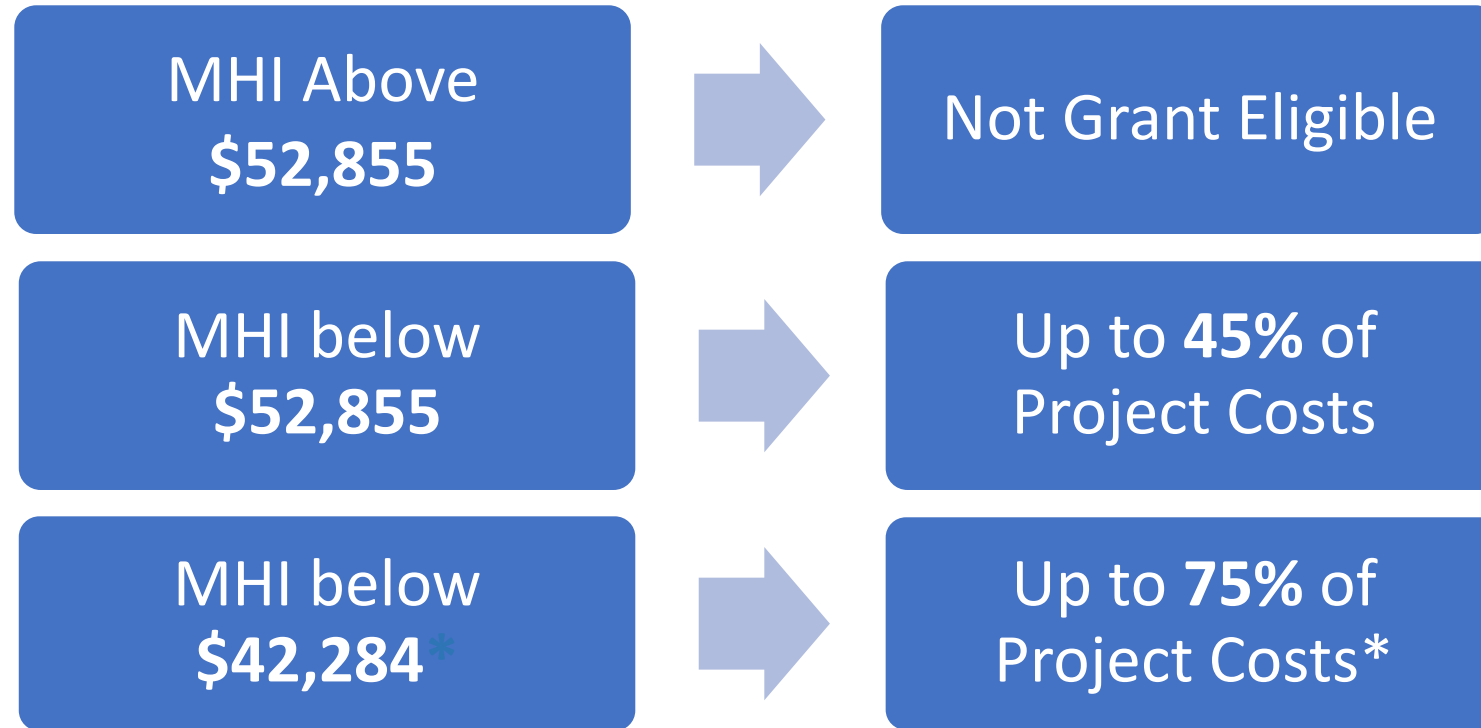 MHI Above
$52,855
Not Grant Eligible
MHI below
$52,855
Up to 45% of
Project Costs
MHI below
$42,284*
Up to 75% of
Project Costs*